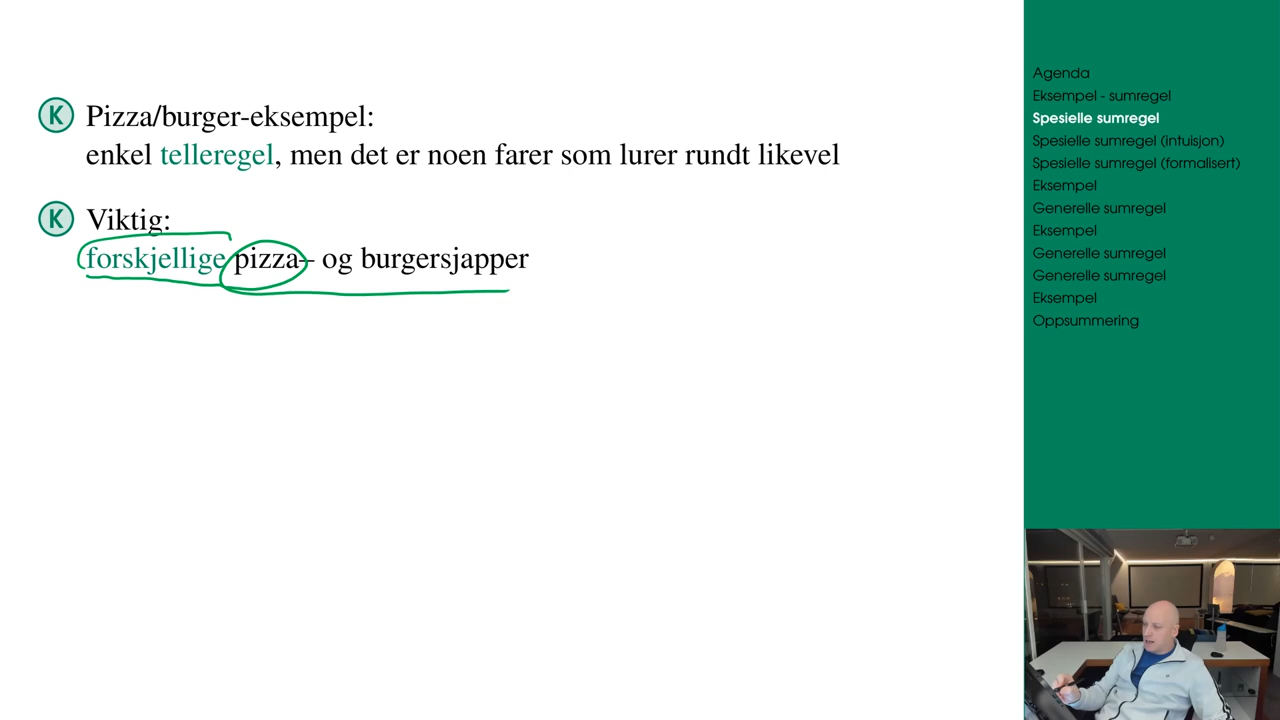 K Pizza/burger-eksempel:
enkel telleregel, men det er noen farer som lurer rundt likevel
K Viktig:
forskjellige pizza– og burgersjapper
Agenda
Eksempel - sumregel
Spesielle sumregel
Spesielle sumregel (intuisjon)
Spesielle sumregel (formalisert)
Eksempel
Generelle sumregel
Eksempel
Generelle sumregel
Generelle sumregel
Eksempel
Oppsummering